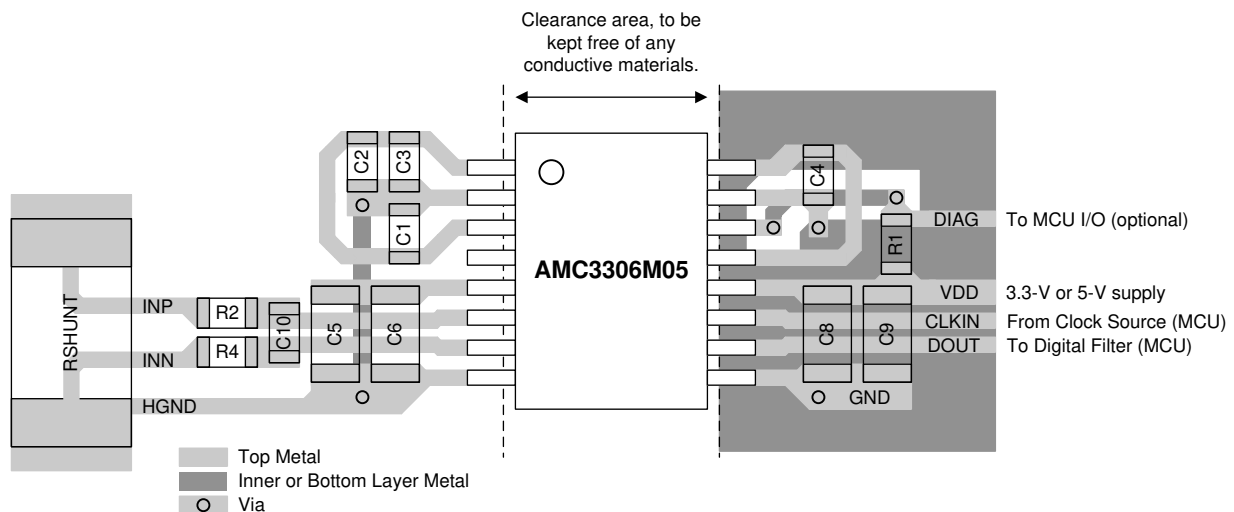 Clearance area, to be
kept free of any
conductive materials.
C2
C3
C4
C1
DIAG
To MCU I/O (optional)
R1
AMC3306M05
RSHUNT
INP
R2
C10
C5
C6
C8
C9
VDD
3.3-V or 5-V supply
CLKIN
From Clock Source (MCU)
DOUT
To Digital Filter (MCU)
INN
R4
HGND
GND
Top Metal
Inner or Bottom Layer Metal
Via